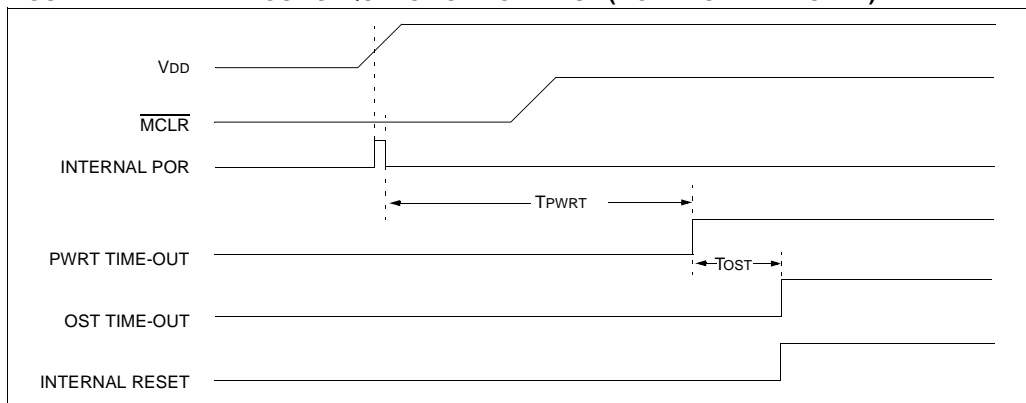 VDD
MCLR
INTERNAL POR
TPWRT
PWRT TIME-OUT
TOST
OST TIME-OUT
INTERNAL RESET